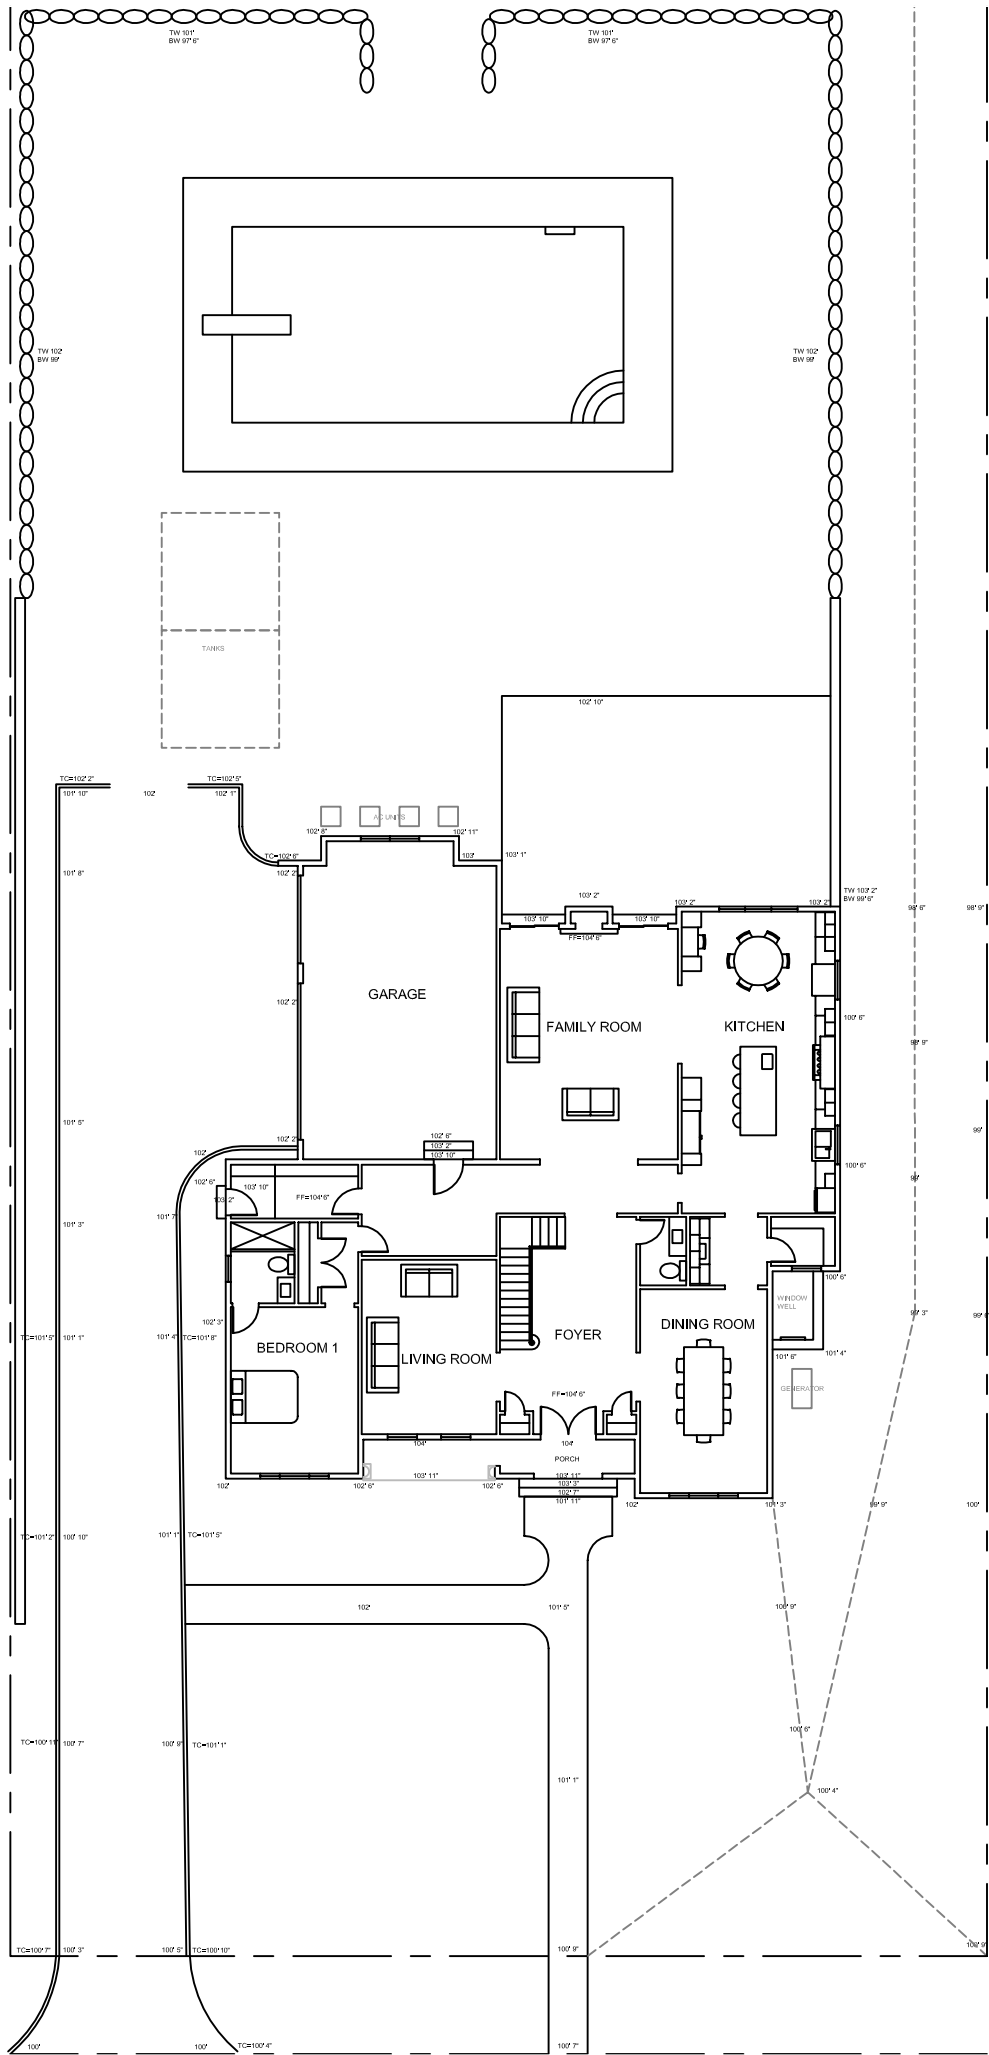 TW 101'
BW 97' 6"
TW 101'
BW 97' 6"
TW 102'
BW 99'
TW 102'
BW 99'
TANKS
102' 10"
TC=102' 2"
TC=102' 5"
101' 10"
102'
102' 1"
AC UNITS
102' 8"
102' 11"
TC=102' 6"
103'
103' 1"
101' 8"
102' 2"
TW 103' 2"
BW 99' 6"
103' 2"
103' 2"
103' 2"
98' 6"
98' 9"
103' 10"
103' 10"
FF=104' 6"
GARAGE
102' 2"
FAMILY ROOM
KITCHEN
100' 6"
98' 9"
101' 5"
99'
102' 2"
102' 6"
103' 2"
103' 10"
102'
100' 6"
99'
102' 6"
103' 10"
103' 2"
FF=104' 6"
101' 7"
101' 3"
100' 6"
WINDOW
WELL
99' 3"
102' 3"
TC=101' 5"
101' 1"
101' 4"
TC=101' 8"
BEDROOM 1
LIVING ROOM
FOYER
DINING ROOM
101' 6"
101' 4"
GENERATOR
FF=104' 6"
104'
104'
PORCH
103' 11"
103' 11"
103' 3"
102' 7"
101' 11"
102'
102' 6"
102' 6"
102'
101' 3"
99' 9"
100'
TC=101' 2"
100' 10"
101' 1"
TC=101' 5"
102'
101' 5"
100' 9"
TC=100' 11"
100' 7"
100' 9"
TC=101' 1"
100' 6"
101' 1"
100' 4"
TC=100' 7"
100' 3"
100' 5"
TC=100' 10"
100' 9"
100' 9"
100'
100'
TC=100' 4"
100' 7"